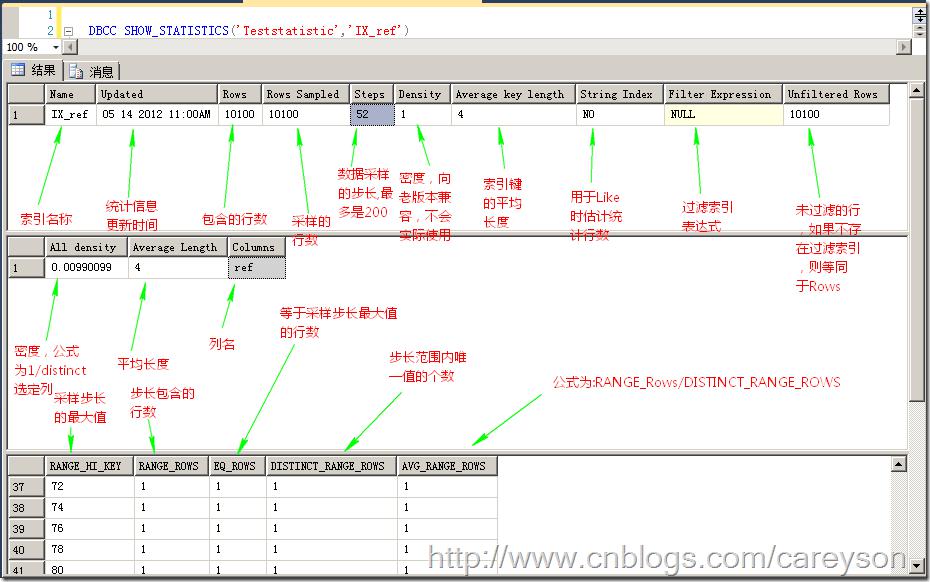 1
2 DBCC SHOW_STATISTICS('Teststatistic','IX_ref')
100 %
结果 消息
Name Updated Rows Rows Sampled Steps Density Average key length String Index Filter Expression Unfiltered Rows
1 IX_ref 05 14 2012 11:00AM 10100 10100 52 1 4 NO NULL 10100
索引名称
统计信息
更新时间
包含的行数
采样的
行数
数据采样
的步长,最
多是200
密度，向
老版本兼
容，不会
实际使用
索引键
的平均
长度
用于Like
时估计统
计行数
过滤索引
表达式
未过滤的行
，如果不存
在过滤索引
，则等同
于Rows
All density Average Length Columns
1 0.00990099 4 ref
密度，公式
为1/distinct
选定列
平均长度
列名
等于采样步长最大值
的行数
步长范围内唯
一值的个数
公式为:RANGE_Rows/DISTINCT_RANGE_ROWS
采样步长
的最大值
步长包含的
行数
RANGE_HI_KEY RANGE_ROWS EQ_ROWS DISTINCT_RANGE_ROWS AVG_RANGE_ROWS
37 72 1 1 1 1
38 74 1 1 1 1
39 76 1 1 1 1
40 78 1 1 1 1
41 80 1 1 1 1
http://www.cnblogs.com/careyson